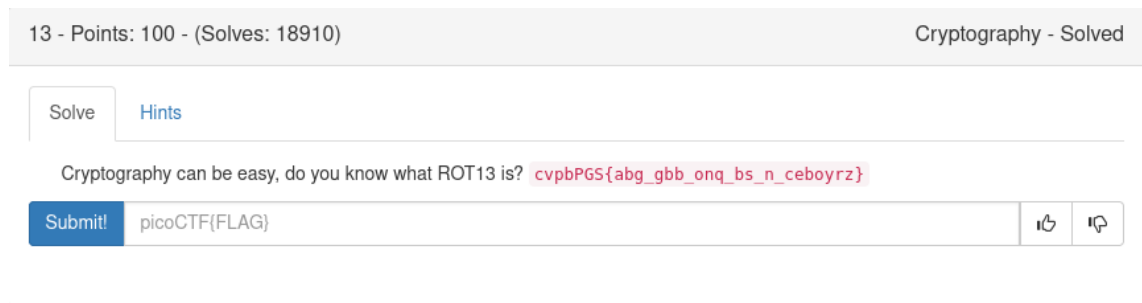 13 - Points: 100 - (Solves: 18910) Cryptography - Solved
Solve Hints
Cryptography can be easy, do you know what ROT13 is? cvpbPGS{abg_gbb_onq_bs_n_ceboyrz}
Submit! picoCTF{FLAG}